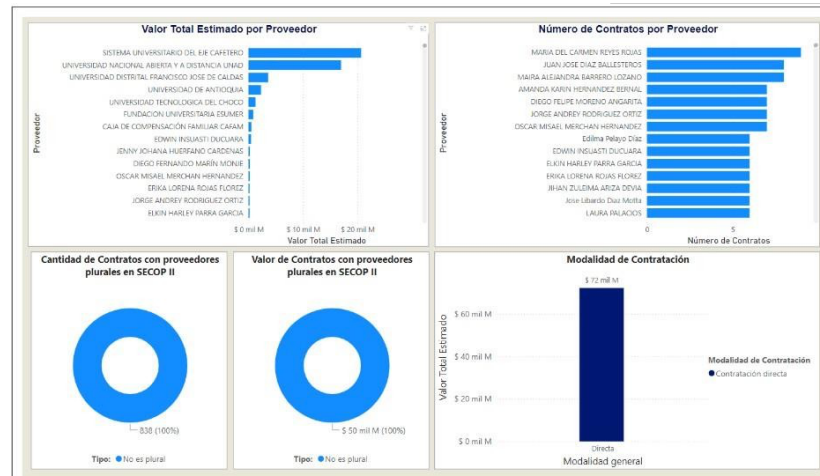 Valor Total Estimado por Proveedor
Proveedor
SISTEMA UNIVERSITARIO DEL EJE CAFETERO
UNIVERSIDAD NACIONAL ABIERTA Y A DISTANCIA UNAD
UNIVERSIDAD DISTRITAL FRANCISCO JOSE DE CALDAS
UNIVERSIDAD DE ANTIOQUIA
UNIVERSIDAD TECNOLOGICA DEL CHOCO
FUNDACION UNIVERSITARIA ESUMER
CAJA DE COMPENSACIÓN FAMILIAR CAFAM
EDWIN INSUASTI DUCUARA
JENNY JOHANA HUERFANO CARDENAS
DIEGO FERNANDO MARÍN MONJE
OSCAR MISAEL MERCHAN HERNANDEZ
ERIKA LORENA ROJAS FLOREZ
JORGE ANDREY RODRIGUEZ ORTIZ
ELKIN HARLEY PARRA GARCIA
$ 0 mil M $ 10 mil M $ 20 mil M
Valor Total Estimado
Número de Contratos por Proveedor
Proveedor
MARIA DEL CARMEN REYES ROJAS
JUAN JOSE DIAZ BALLESTEROS
MAIRA ALEJANDRA BARRERO LOZANO
AMANDA KARIN HERNANDEZ BERNAL
DIEGO FELIPE MORENO ANGARITA
JORGE ANDREY RODRIGUEZ ORTIZ
OSCAR MISAEL MERCHAN HERNANDEZ
Edilma Pelayo Díaz
EDWIN INSUASTI DUCUARA
ELKIN HARLEY PARRA GARCIA
ERIKA LORENA ROJAS FLOREZ
JIHAN ZULEIMA ARIZA DEVIA
Jose Libardo Diaz Motta
LAURA PALACIOS
0 5
Número de Contratos
Cantidad de Contratos con proveedores
plurales en SECOP II
838 (100%)
Tipo: No es plural
Valor de Contratos con proveedores
plurales en SECOP II
$ 50 mil M (100%)
Tipo: No es plural
Modalidad de Contratación
$ 72 mil M
Valor Total Estimado
$ 60 mil M
$ 40 mil M
$ 20 mil M
$ 0 mil M
Directa
Modalidad general
Modalidad de Contratación
Contratación directa